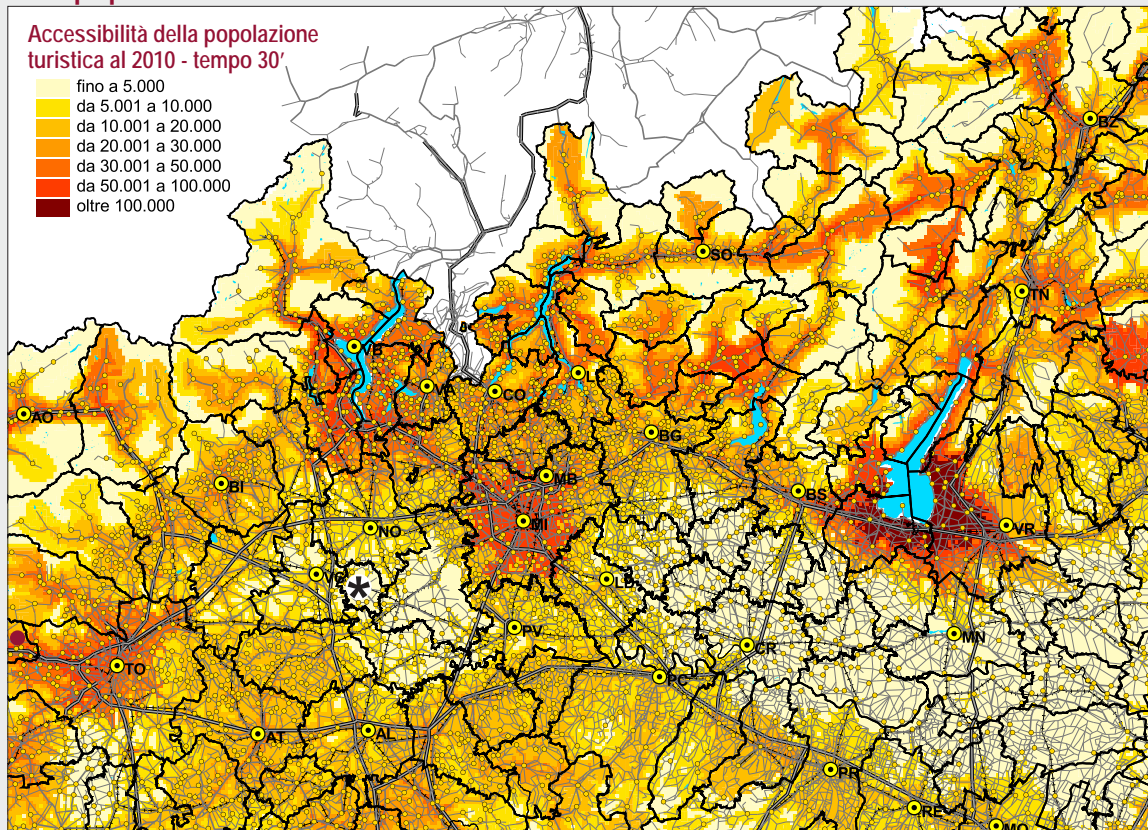 Accessibilità della popolazione
turistica al 2010 - tempo 30'
fino a 5.000
da 5.001 a 10.000
da 10.001 a 20.000
da 20.001 a 30.000
da 30.001 a 50.000
da 50.001 a 100.000
oltre 100.000
BZ
SO
TN
VB
LC
VA
CO
AO
BG
MB
BI
BS
MI
VR
NO
VC
*
LO
PV
MN
CR
TO
PC
AL
AT
PR
RE
MO